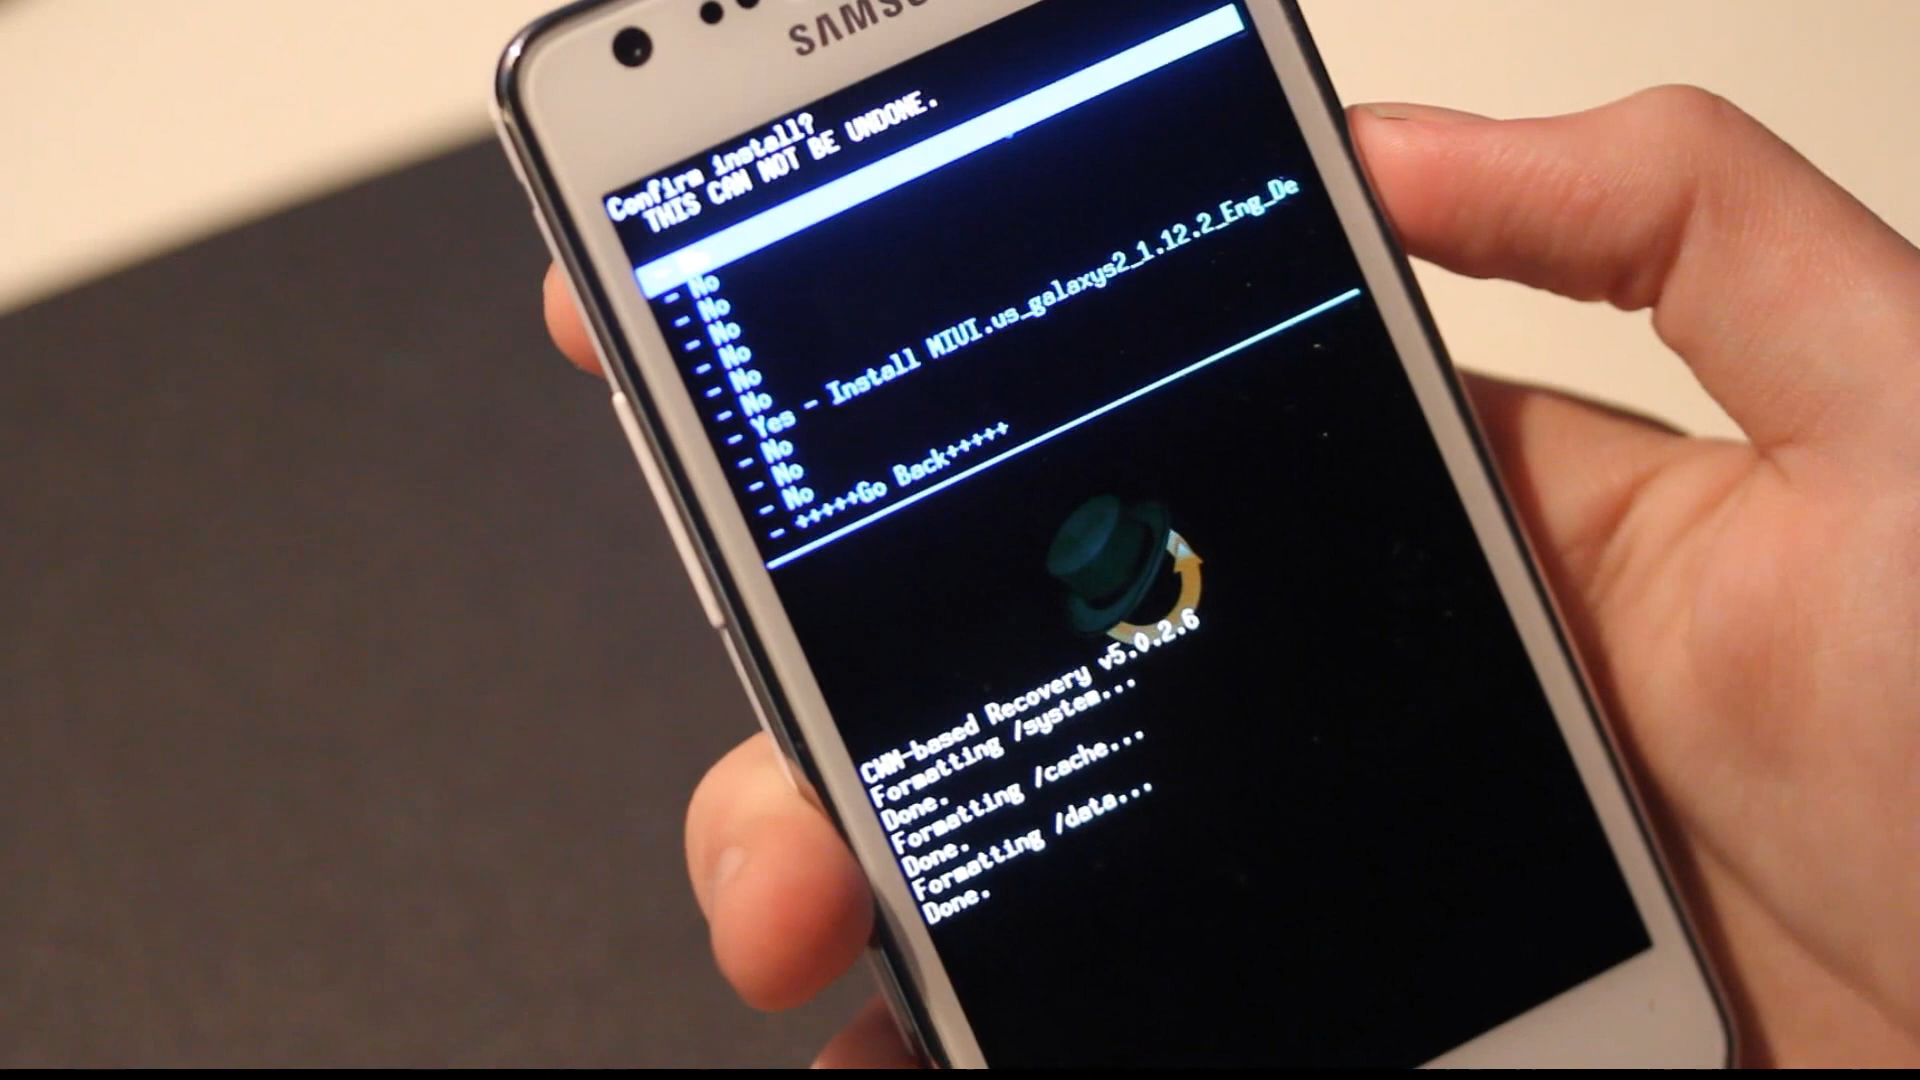 SAMSU
Confirm install?
THIS CAN NOT BE UNDONE.
- No
- No
- No
- No
- No
- No
- No
- Yes - Install MIUI.us_galaxys2_1.12.2_Eng_De
- No
- No
- No
- +++++Go Back+++++
CWM-based Recovery v5.0.2.6
Formatting /system...
Done.
Formatting /cache...
Done.
Formatting /data...
Done.